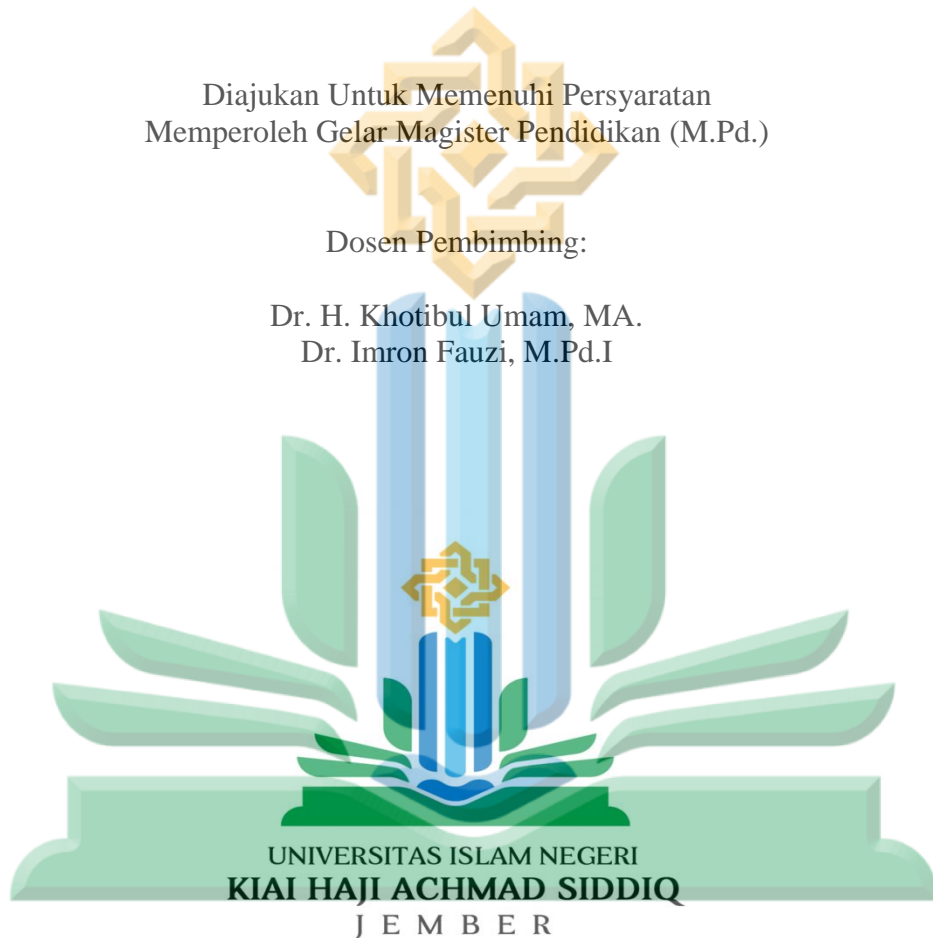 Diajukan Untuk Memenuhi Persyaratan
Memperoleh Gelar Magister Pendidikan (M.Pd.)
Dosen Pembimbing:
Dr. H. Khotibul Umam, MA.
Dr. Imron Fauzi, M.Pd.I
UNIVERSITAS ISLAM NEGERI
KIAI HAJI ACHMAD SIDDIQ
JEMBER